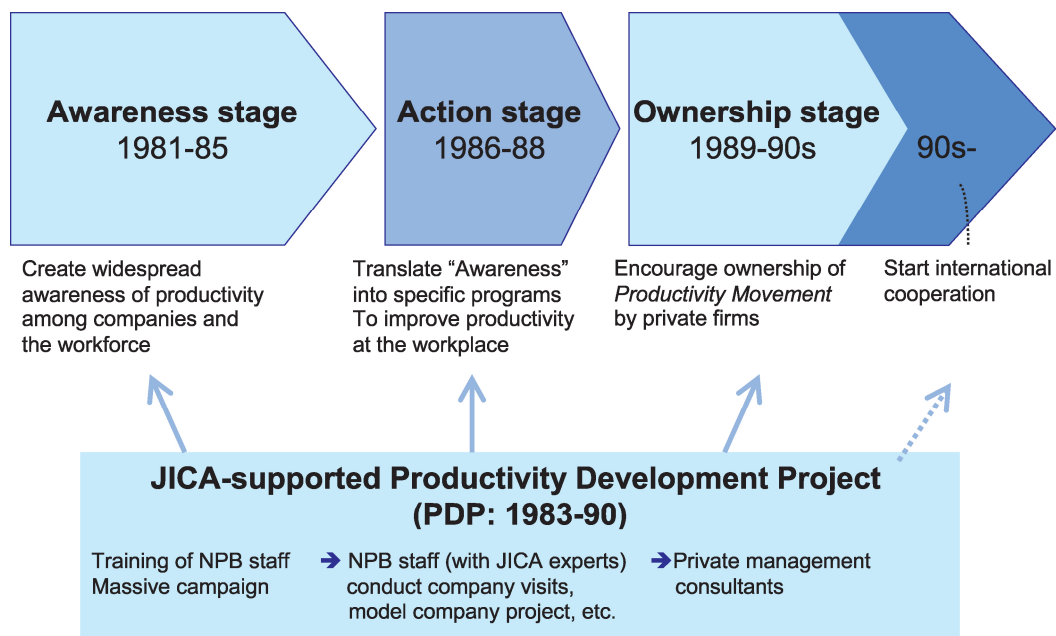 Awareness stage
1981-85
Action stage
1986-88
Ownership stage
1989-90s
90s-
Create widespread
awareness of productivity
among companies and
the workforce
Translate “Awareness”
into specific programs
To improve productivity
at the workplace
Encourage ownership of
Productivity Movement
by private firms
Start international
cooperation
JICA-supported Productivity Development Project
(PDP: 1983-90)
Training of NPB staff
Massive campaign
➔ NPB staff (with JICA experts)
conduct company visits,
model company project, etc.
➔ Private management
consultants